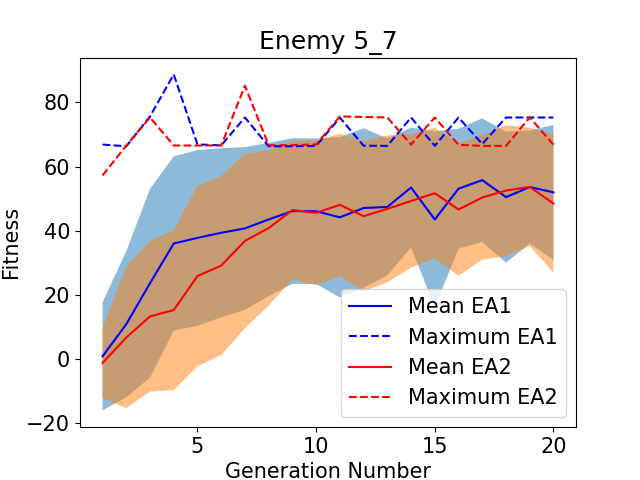 Enemy 5_7
80
60
40
20
0
−20
Fitness
5
10
15
20
Generation Number
Mean EA1
Maximum EA1
Mean EA2
Maximum EA2